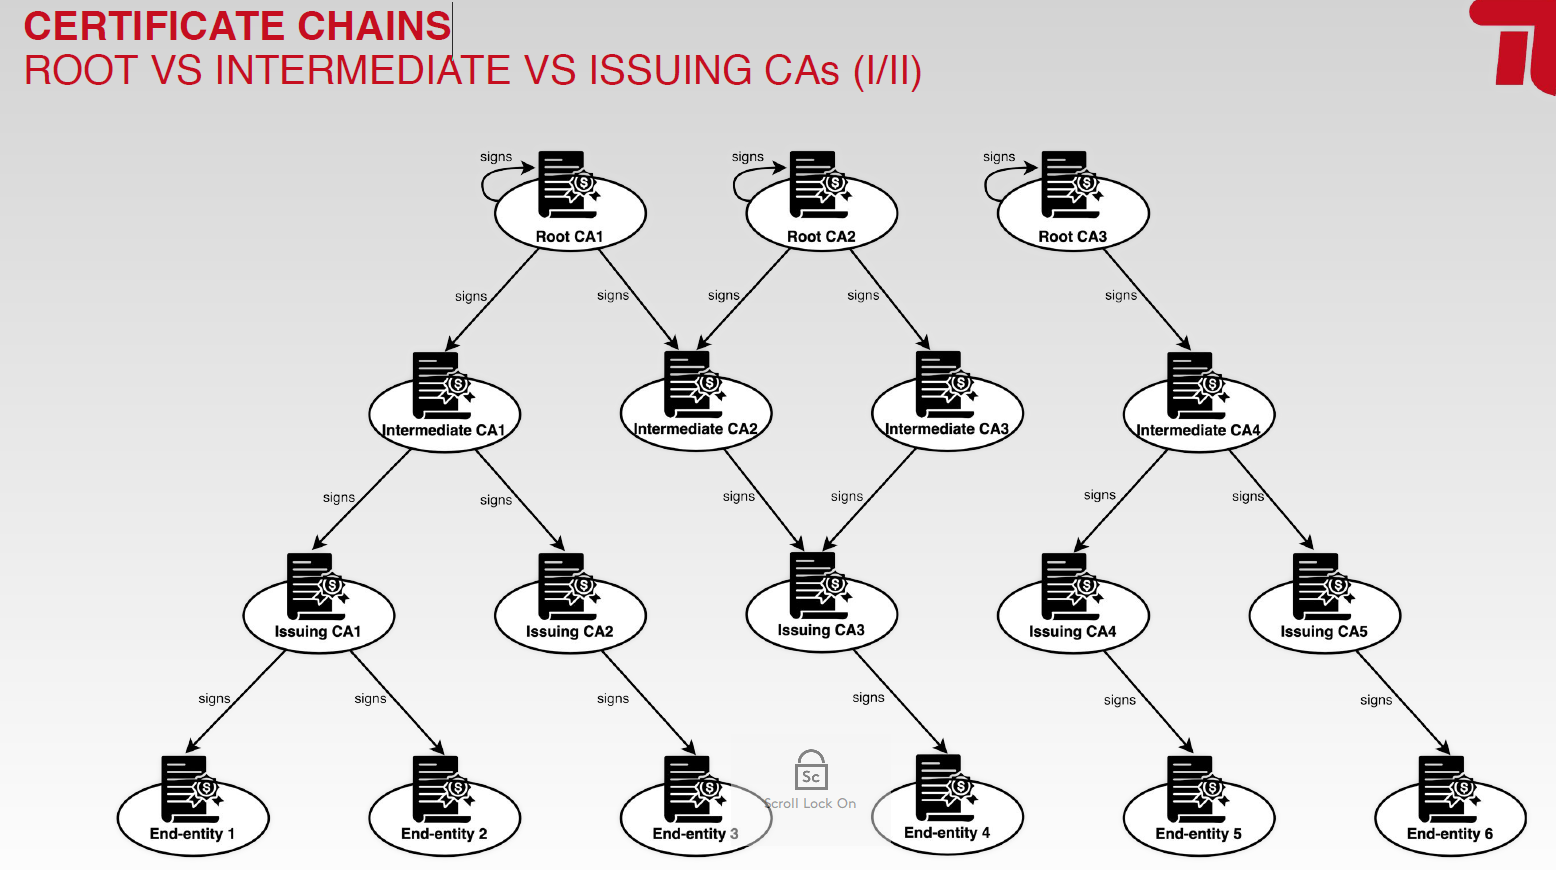 CERTIFICATE CHAINS
ROOT VS INTERMEDIATE VS ISSUING CAs (I/II)
signs
signs
signs
Root CA1
Root CA2
Root CA3
signs
signs
signs
signs
signs
Intermediate CA1
Intermediate CA2
Intermediate CA3
Intermediate CA4
signs
signs
signs
signs
signs
signs
Issuing CA1
Issuing CA2
Issuing CA3
Issuing CA4
Issuing CA5
signs
signs
signs
signs
signs
signs
Sc
Scroll Lock On
End-entity 1
End-entity 2
End-entity 3
End-entity 4
End-entity 5
End-entity 6